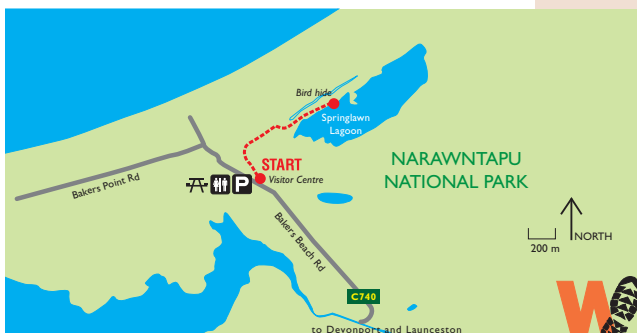 Bird hide
Springlawn
Lagoon
START
Visitor Centre
P
Bakers Point Rd
NARAWNTAPU
NATIONAL PARK
Bakers Beach Rd
NORTH
200 m
C740
W
to Devonport and Launceston